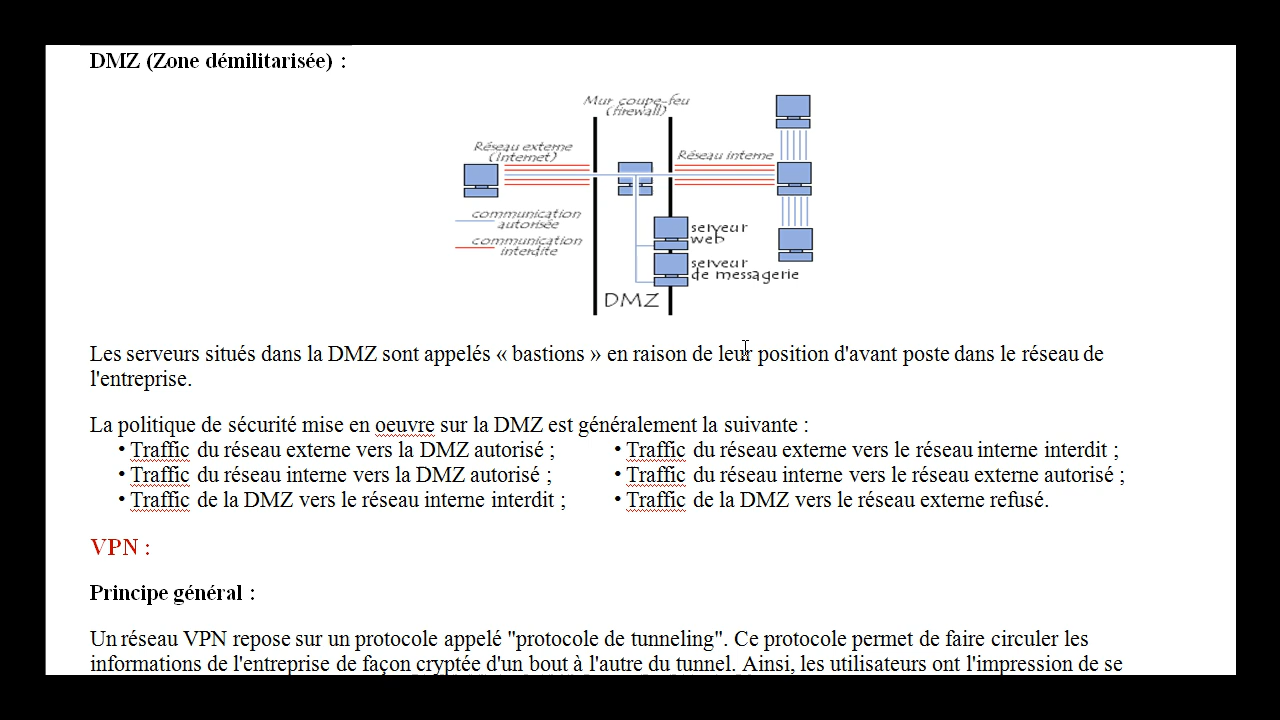 DMZ (Zone démilitarisée) :
Mur coupe-feu
(firewall)
Réseau externe
(Internet)
Réseau interne
communication
autorisée
communication
interdite
serveur
web
serveur
de messagerie
DMZ
Les serveurs situés dans la DMZ sont appelés « bastions » en raison de leur position d'avant poste dans le réseau de
l'entreprise.
La politique de sécurité mise en oeuvre sur la DMZ est généralement la suivante :
• Traffic du réseau externe vers la DMZ autorisé ;
• Traffic du réseau interne vers la DMZ autorisé ;
• Traffic de la DMZ vers le réseau interne interdit ;
• Traffic du réseau externe vers le réseau interne interdit ;
• Traffic du réseau interne vers le réseau externe autorisé ;
• Traffic de la DMZ vers le réseau externe refusé.
VPN :
Principe général :
Un réseau VPN repose sur un protocole appelé "protocole de tunneling". Ce protocole permet de faire circuler les
informations de l'entreprise de façon cryptée d'un bout à l'autre du tunnel. Ainsi, les utilisateurs ont l'impression de se